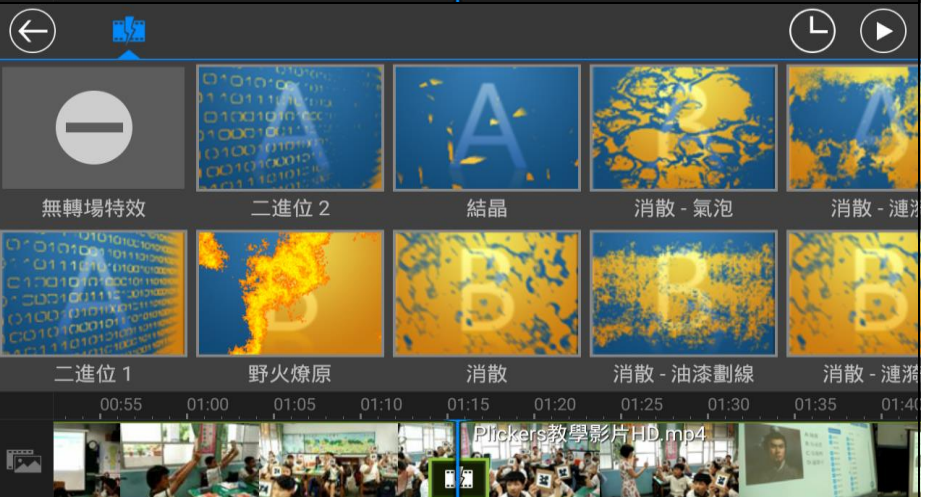 無轉場特效
二進位 2
結晶
消散 - 氣泡
消散 - 漣
二進位 1
野火燎原
消散
消散 - 油漆劃線
消散 - 漣漪
00:55 01:00 01:05 01:10 01:15 01:20 01:25 01:30 01:35 01:40
Plickers教學影片HD.mp4